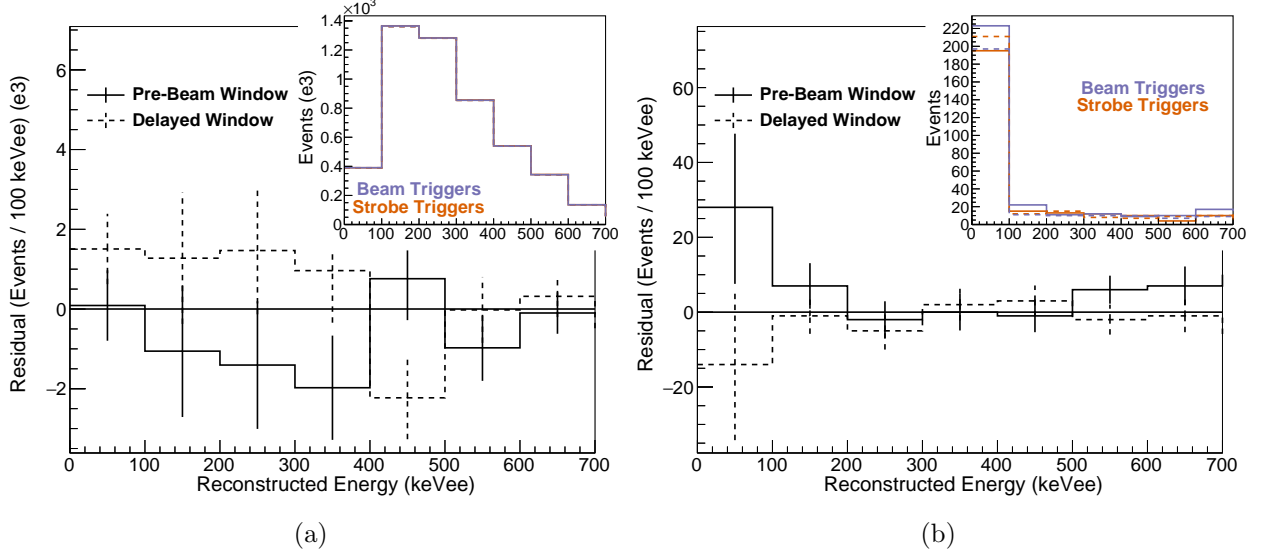 ×10³
1.4
1.2
1
0.8
0.6
0.4
0.2
Events (e3)
Beam Triggers
Strobe Triggers
0 100 200 300 400 500 600 700
Pre-Beam Window
Delayed Window
Residual (Events / 100 keVee) (e3)
6
4
2
0
−2
0 100 200 300 400 500 600 700
Reconstructed Energy (keVee)
(a)
220
200
180
160
140
120
100
80
60
40
20
0
Events
Beam Triggers
Strobe Triggers
0 100 200 300 400 500 600 700
Pre-Beam Window
Delayed Window
Residual (Events / 100 keVee)
60
40
20
0
−20
0 100 200 300 400 500 600 700
Reconstructed Energy (keVee)
(b)